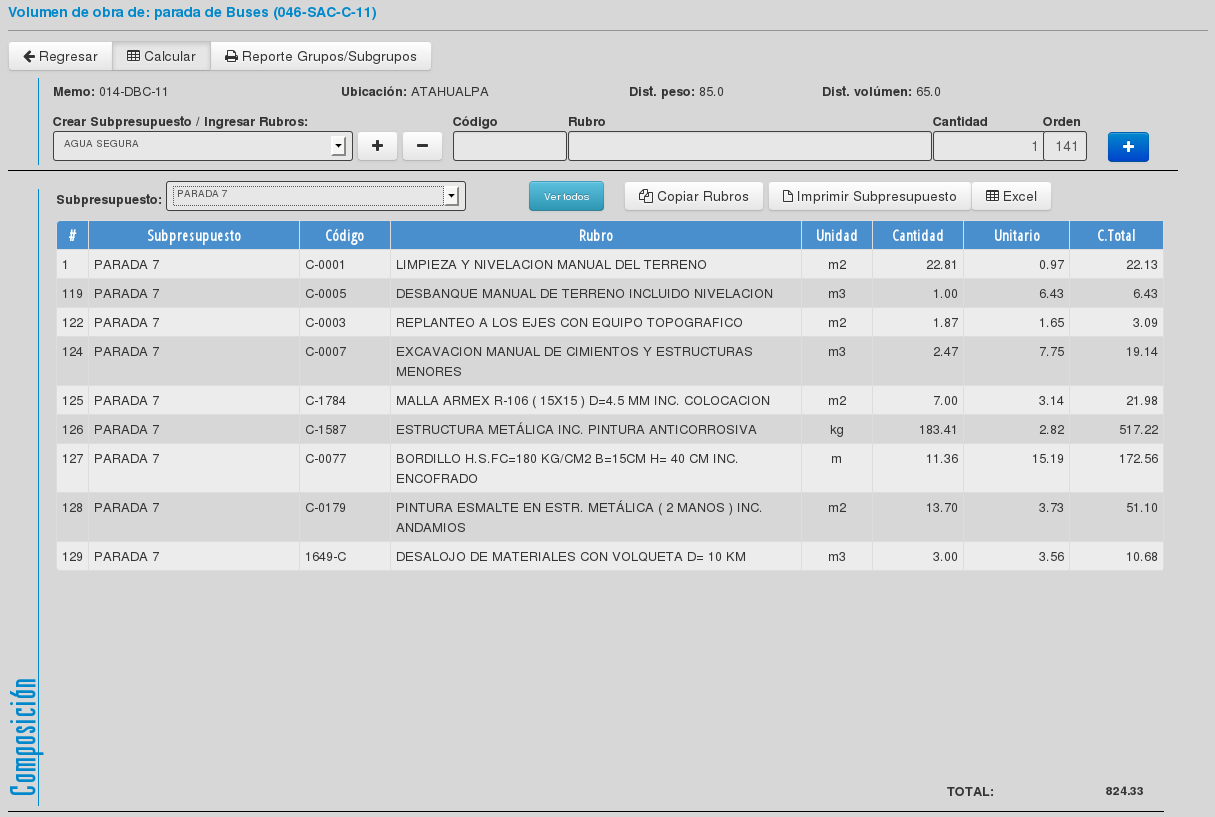 Volumen de obra de: parada de Buses (046-SAC-C-11)
Regresar Calcular Reporte Grupos/Subgrupos
Memo: 014-DBC-11 Ubicación: ATAHUALPA Dist. peso: 85.0 Dist. volúmen: 65.0
Crear Subpresupuesto / Ingresar Rubros: Código Rubro Cantidad Orden
AGUA SEGURA + − 1 141 +
Subpresupuesto: PARADA 7 Ver todos Copiar Rubros Imprimir Subpresupuesto Excel
# Subpresupuesto Código Rubro Unidad Cantidad Unitario C.Total
1 PARADA 7 C-0001 LIMPIEZA Y NIVELACION MANUAL DEL TERRENO m2 22.81 0.97 22.13
119 PARADA 7 C-0005 DESBANQUE MANUAL DE TERRENO INCLUIDO NIVELACION m3 1.00 6.43 6.43
122 PARADA 7 C-0003 REPLANTEO A LOS EJES CON EQUIPO TOPOGRAFICO m2 1.87 1.65 3.09
124 PARADA 7 C-0007 EXCAVACION MANUAL DE CIMIENTOS Y ESTRUCTURAS m3 2.47 7.75 19.14
MENORES
125 PARADA 7 C-1784 MALLA ARMEX R-106 ( 15X15 ) D=4.5 MM INC. COLOCACION m2 7.00 3.14 21.98
126 PARADA 7 C-1587 ESTRUCTURA METÁLICA INC. PINTURA ANTICORROSIVA kg 183.41 2.82 517.22
127 PARADA 7 C-0077 BORDILLO H.S.FC=180 KG/CM2 B=15CM H= 40 CM INC. m 11.36 15.19 172.56
ENCOFRADO
128 PARADA 7 C-0179 PINTURA ESMALTE EN ESTR. METÁLICA ( 2 MANOS ) INC. m2 13.70 3.73 51.10
ANDAMIOS
129 PARADA 7 1649-C DESALOJO DE MATERIALES CON VOLQUETA D= 10 KM m3 3.00 3.56 10.68
Composición
TOTAL: 824.33